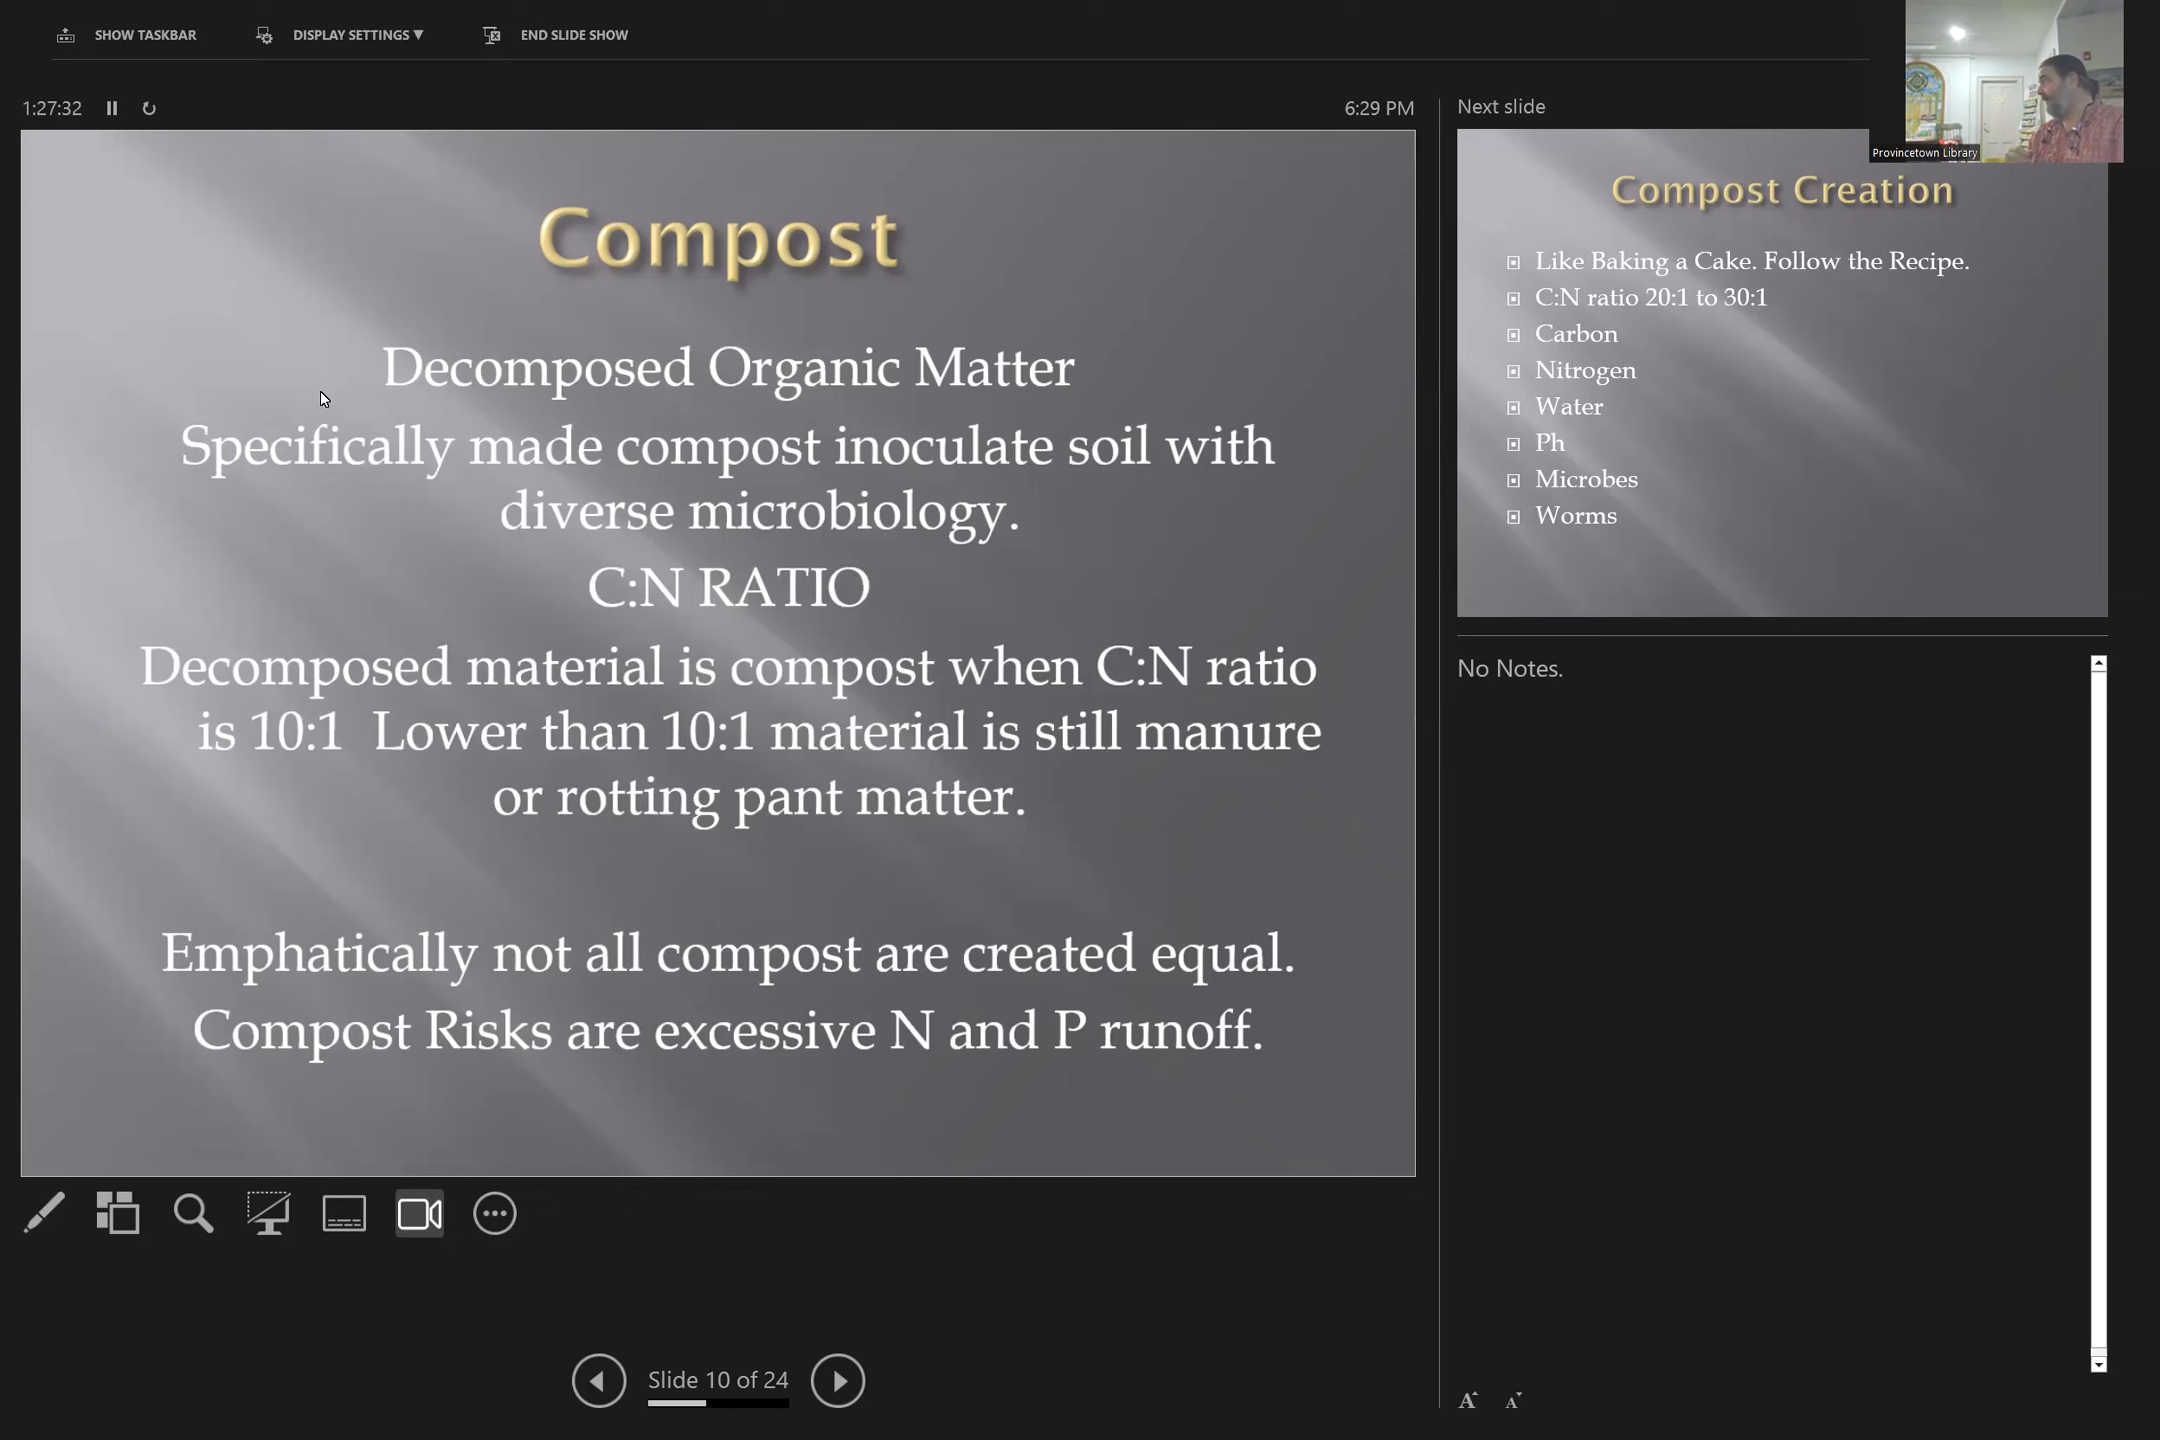 SHOW TASKBAR
DISPLAY SETTINGS ▼
END SLIDE SHOW
1:27:32
6:29 PM
Compost
Decomposed Organic Matter
Specifically made compost inoculate soil with
diverse microbiology.
C:N RATIO
Decomposed material is compost when C:N ratio
is 10:1 Lower than 10:1 material is still manure
or rotting pant matter.
Emphatically not all compost are created equal.
Compost Risks are excessive N and P runoff.
Slide 10 of 24
Next slide
Provincetown Library
Compost Creation
Like Baking a Cake. Follow the Recipe.
C:N ratio 20:1 to 30:1
Carbon
Nitrogen
Water
Ph
Microbes
Worms
No Notes.
A A